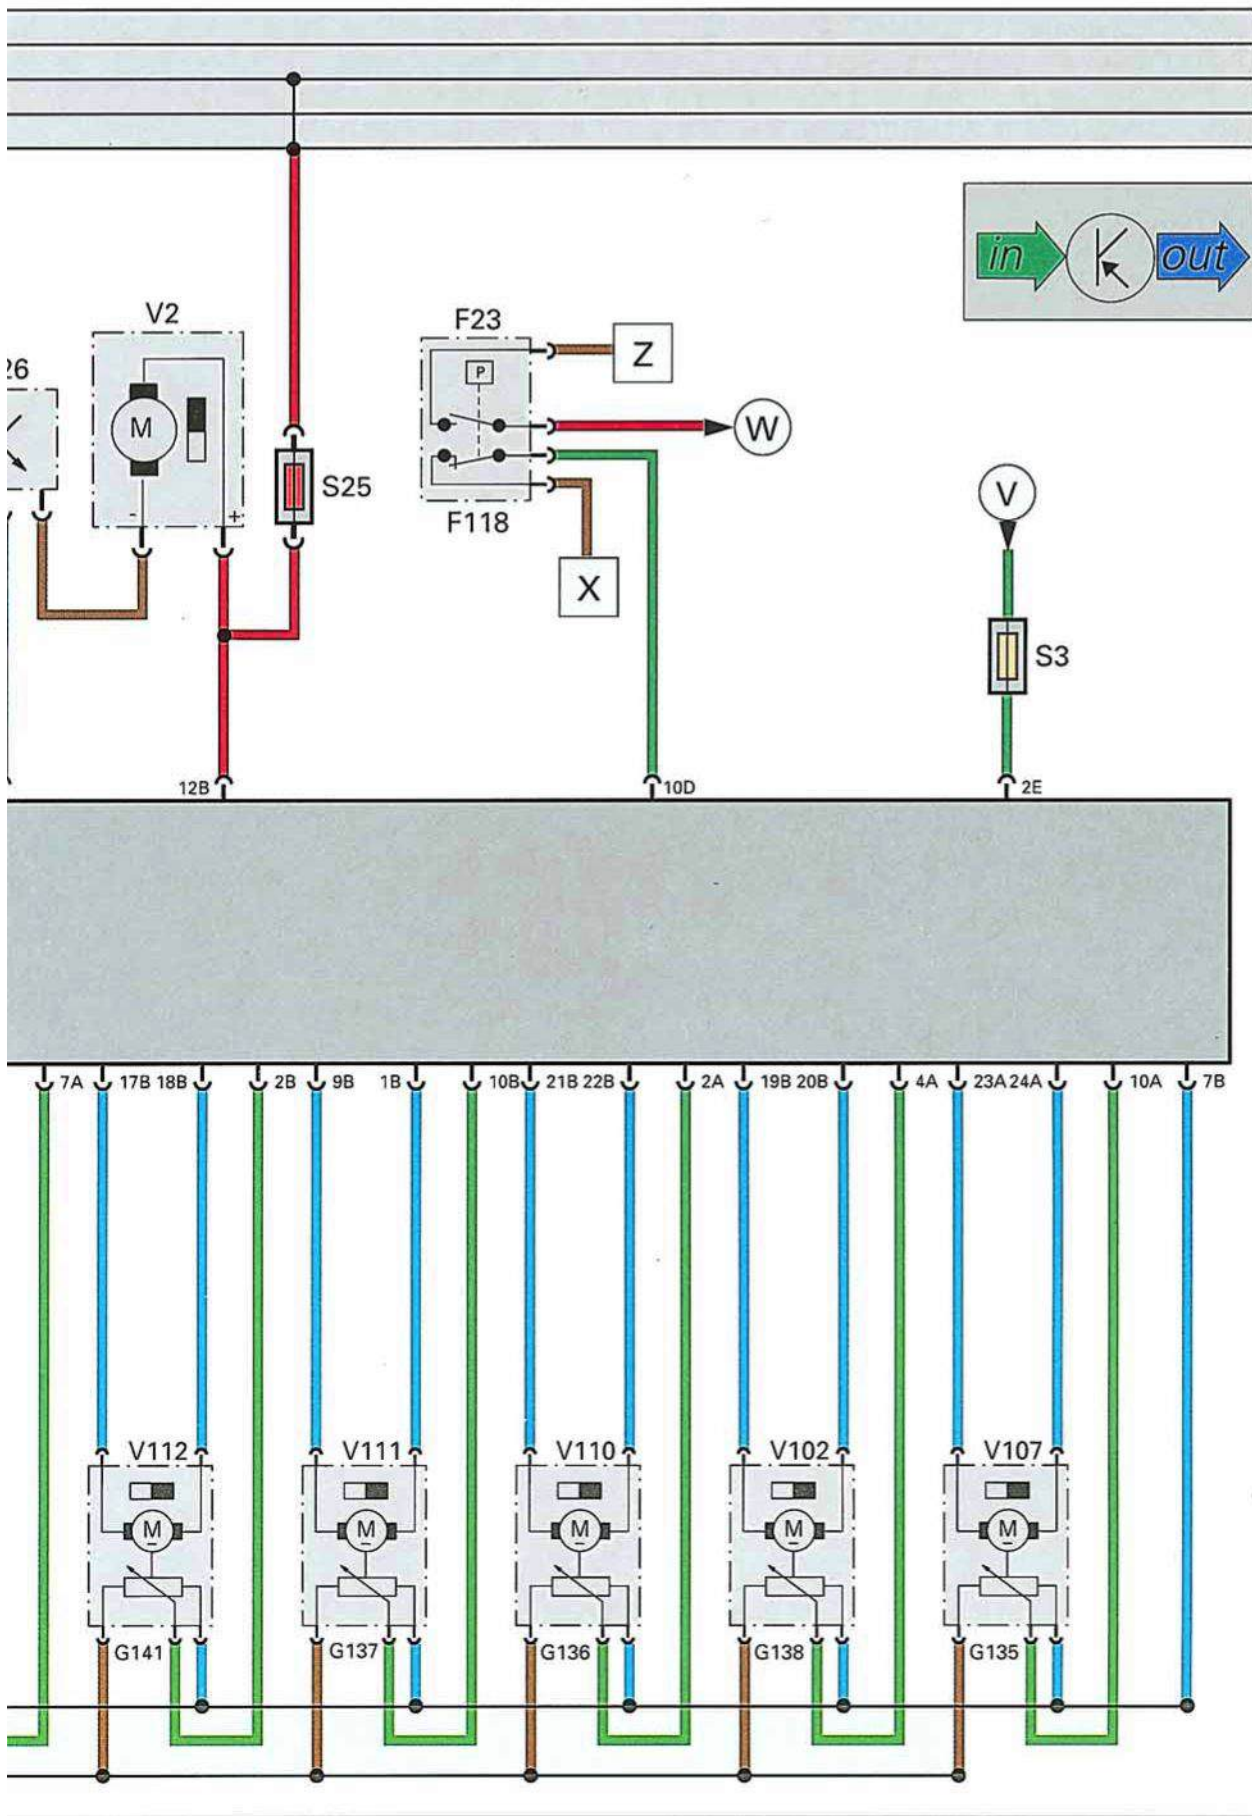 in out
V2
F23
26
Z
P
M
W
S25
- +
F118
V
X
S3
12B 10D 2E
7A 17B 18B 2B 9B 1B 10B 21B 22B 2A 19B 20B 4A 23A 24A 10A 7B
V112 V111 V110 V102 V107
M M M M M
G141 G137 G136 G138 G135